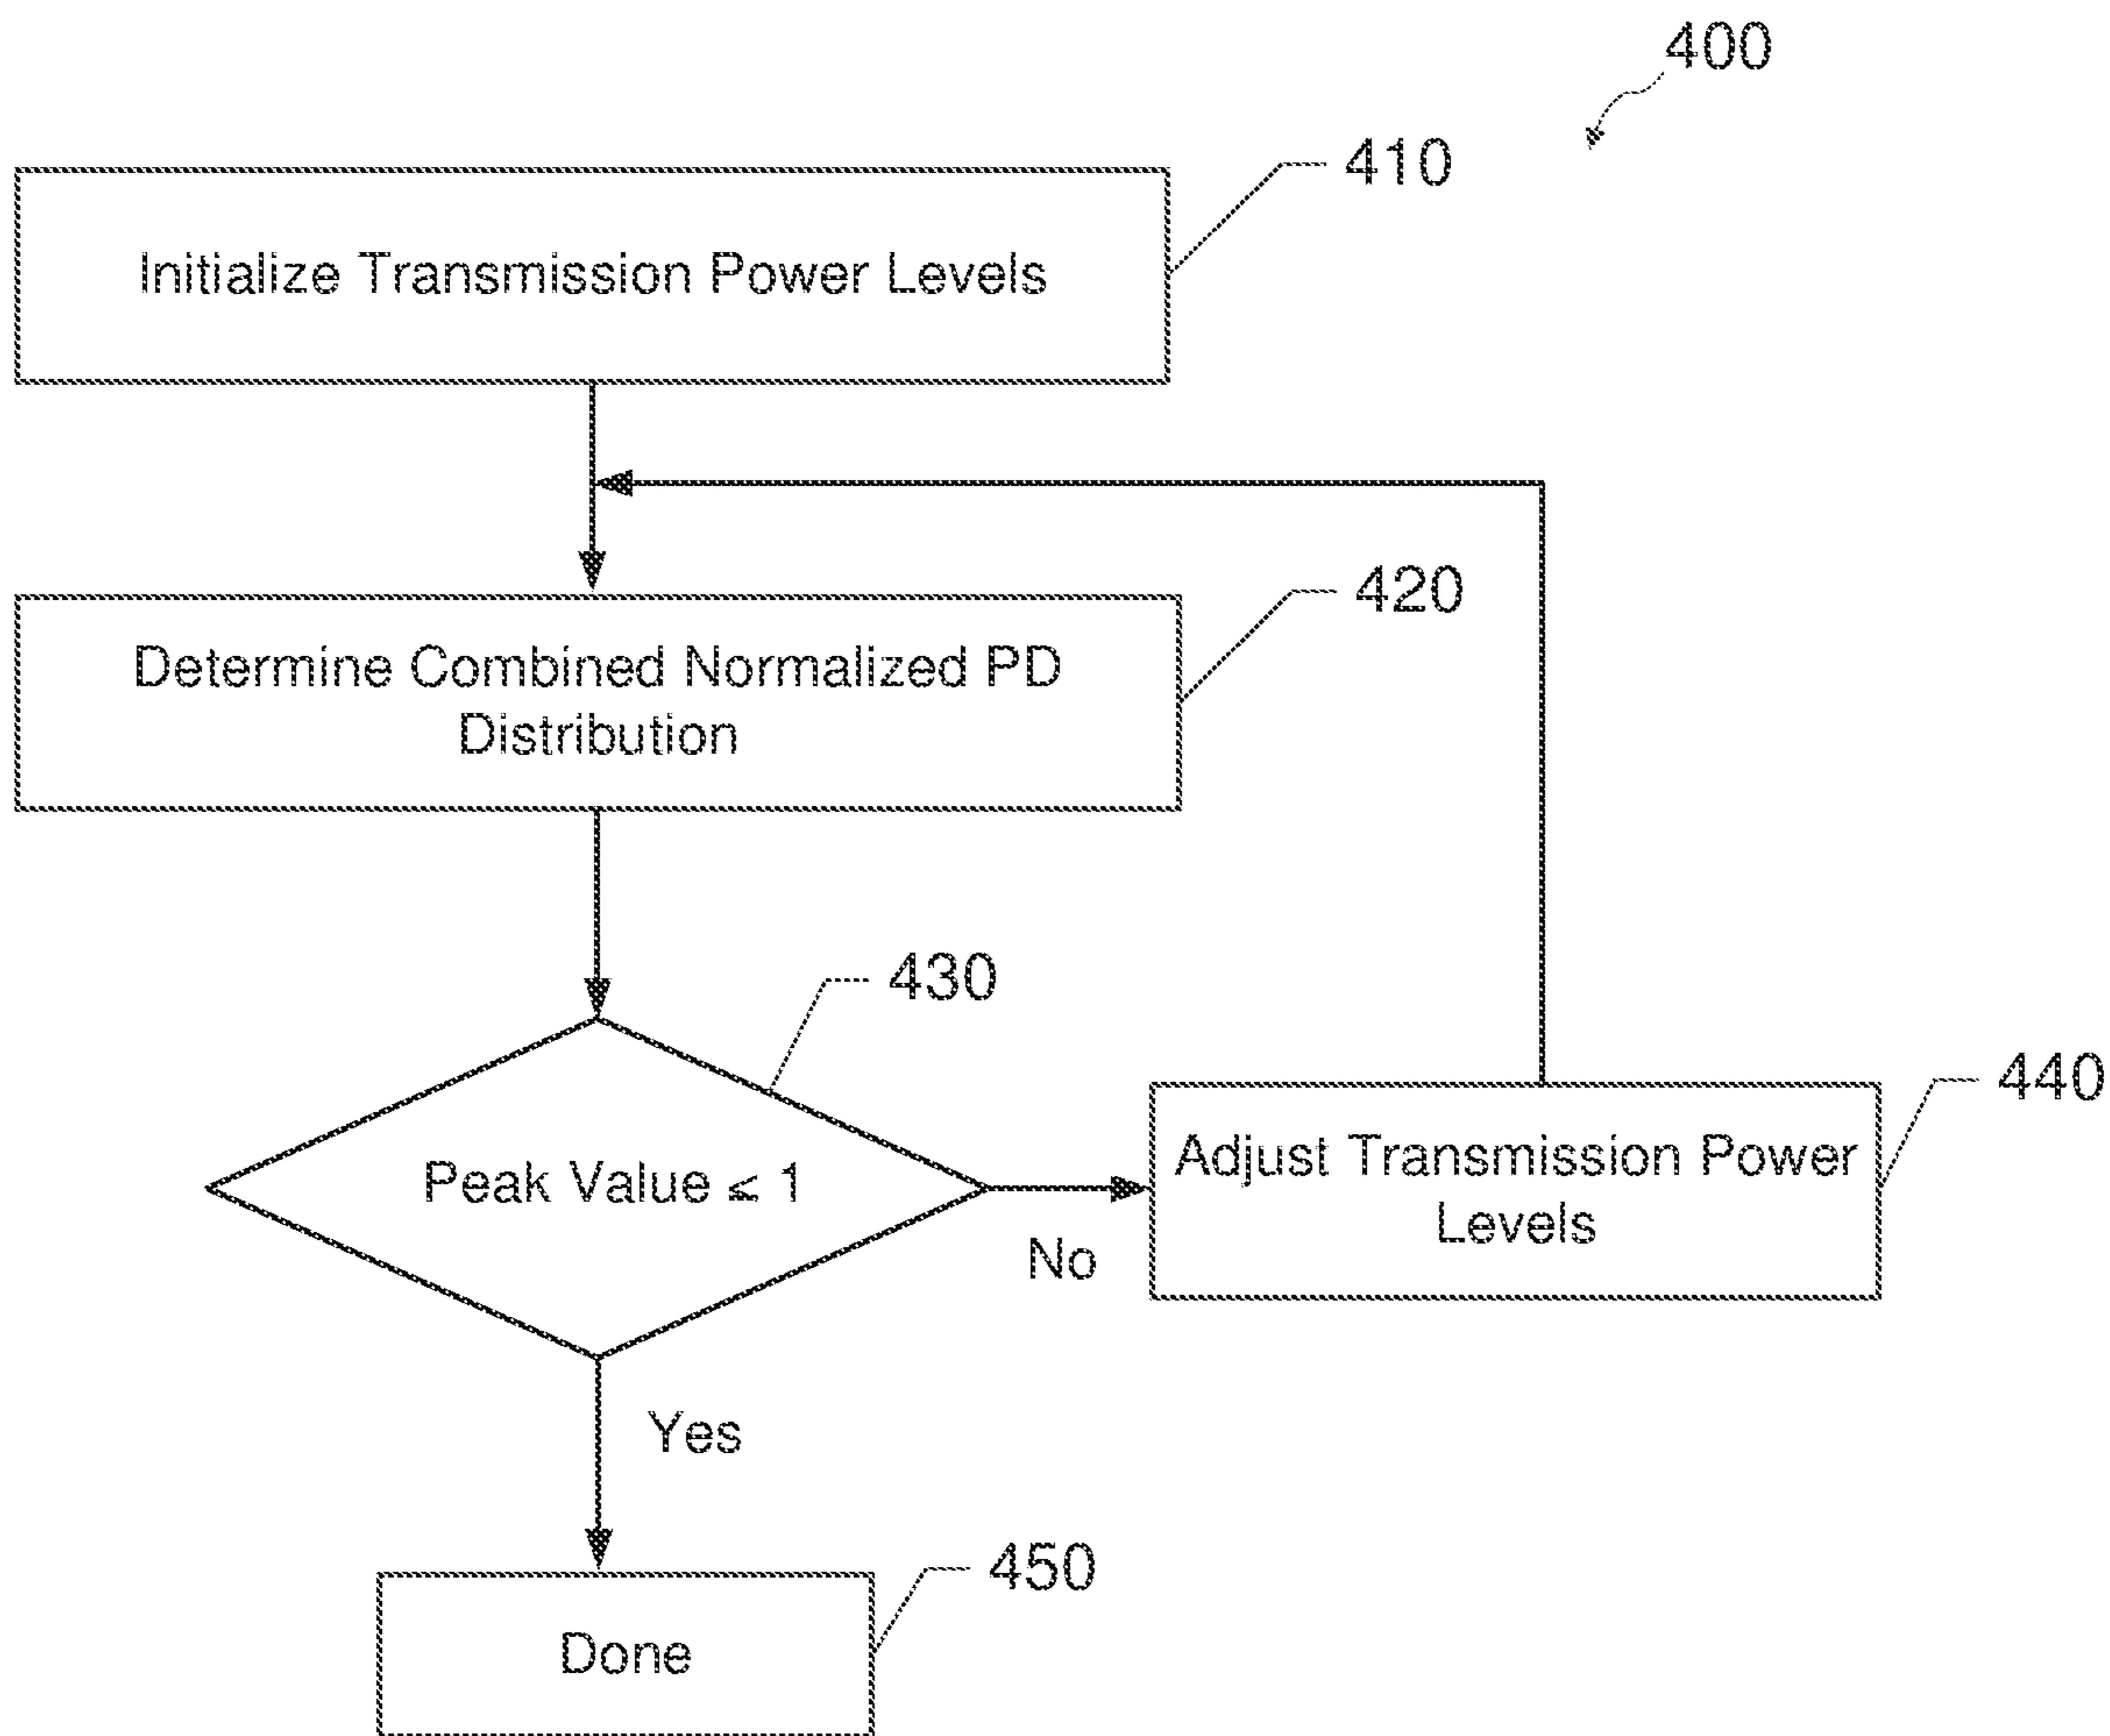 400
410
Initialize Transmission Power Levels
420
Determine Combined Normalized PD
Distribution
430
Peak Value ≤ 1
440
Adjust Transmission Power
Levels
No
Yes
450
Done